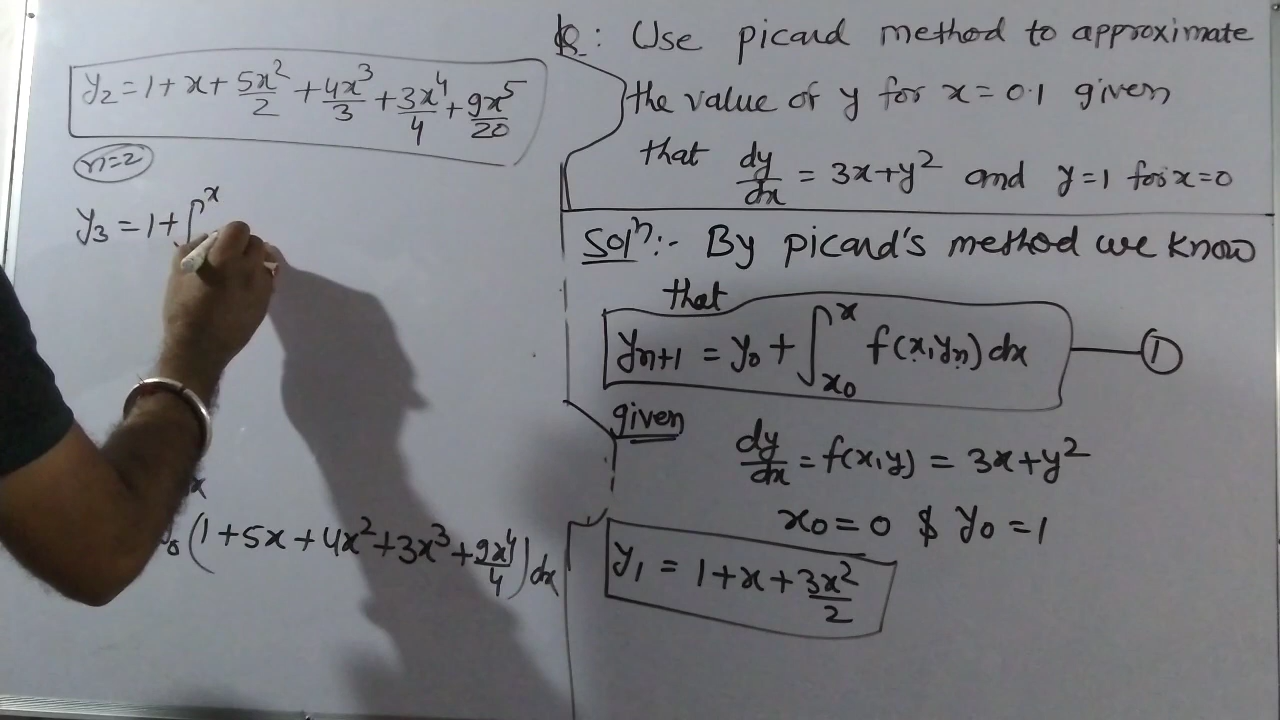 y₂ = 1 + x + 5x²/2 + 4x³/3 + 3x⁴/4 + 9x⁵/20
n=2
y₃ = 1 + ∫ˣ
(1 + 5x + 4x² + 3x³ + 9x⁴/4) dx
Q: Use picard method to approximate
the value of y for x = 0.1 given
that dy/dx = 3x + y² and y = 1 for x = 0
Solⁿ:- By picard's method we know
that
yₙ₊₁ = y₀ + ∫ₓ₀ˣ f(x, yₙ) dx — ①
given
dy/dx = f(x, y) = 3x + y²
x₀ = 0 $ y₀ = 1
y₁ = 1 + x + 3x²/2